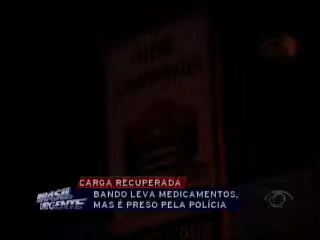 CARGA RECUPERADA
BRASIL
URGENTE
BANDO LEVA MEDICAMENTOS,
MAS É PRESO PELA POLÍCIA